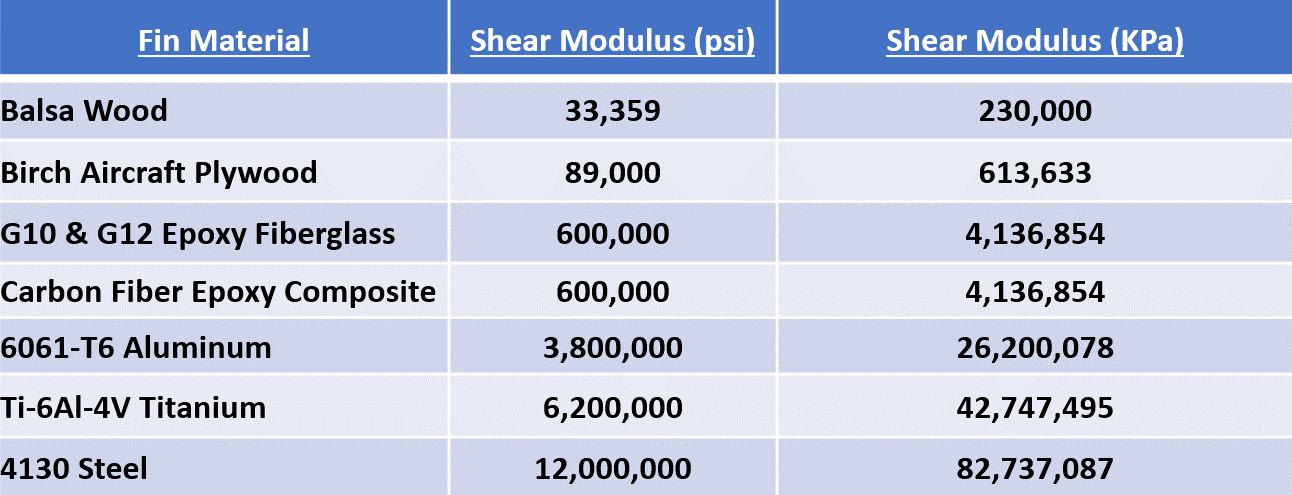 Fin Material Shear Modulus (psi) Shear Modulus (KPa)
Balsa Wood 33,359 230,000
Birch Aircraft Plywood 89,000 613,633
G10 & G12 Epoxy Fiberglass 600,000 4,136,854
Carbon Fiber Epoxy Composite 600,000 4,136,854
6061-T6 Aluminum 3,800,000 26,200,078
Ti-6Al-4V Titanium 6,200,000 42,747,495
4130 Steel 12,000,000 82,737,087